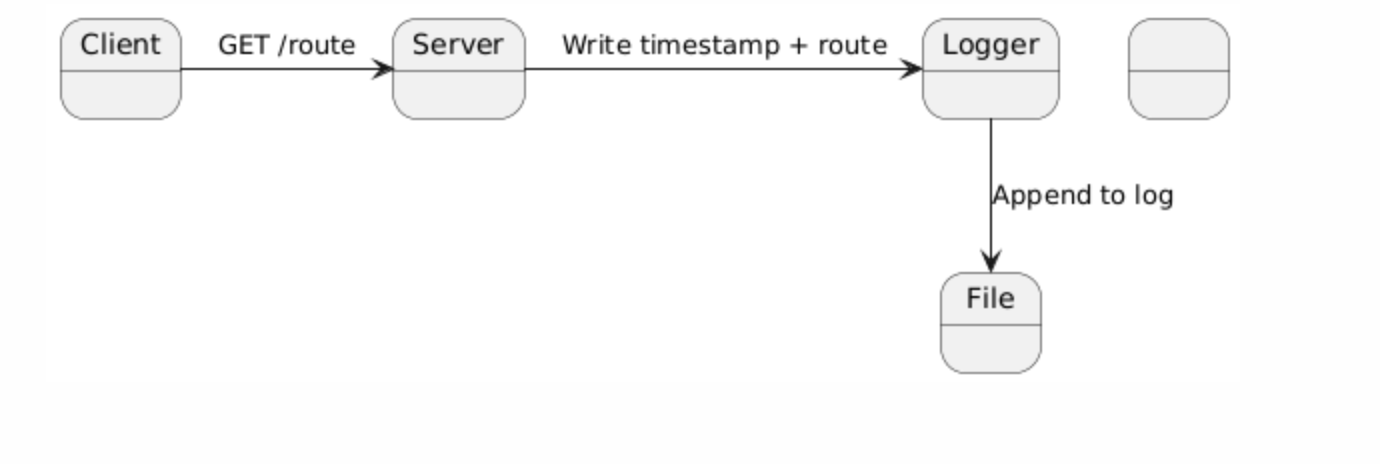 Client
GET /route
Server
Write timestamp + route
Logger
Append to log
File